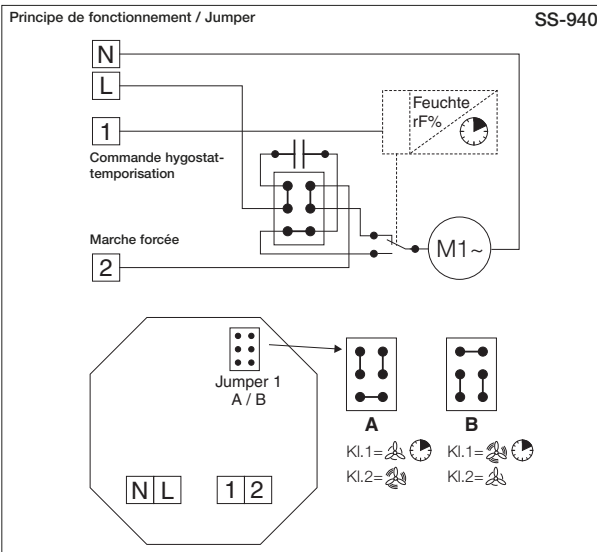 Principe de fonctionnement / Jumper SS-940
N
L
Feuchte
rF%
1
Commande hygostat-
temporisation
Marche forcée
M1~
2
Jumper 1
A / B
A B
Kl.1= Kl.1=
Kl.2= Kl.2=
N L 1 2